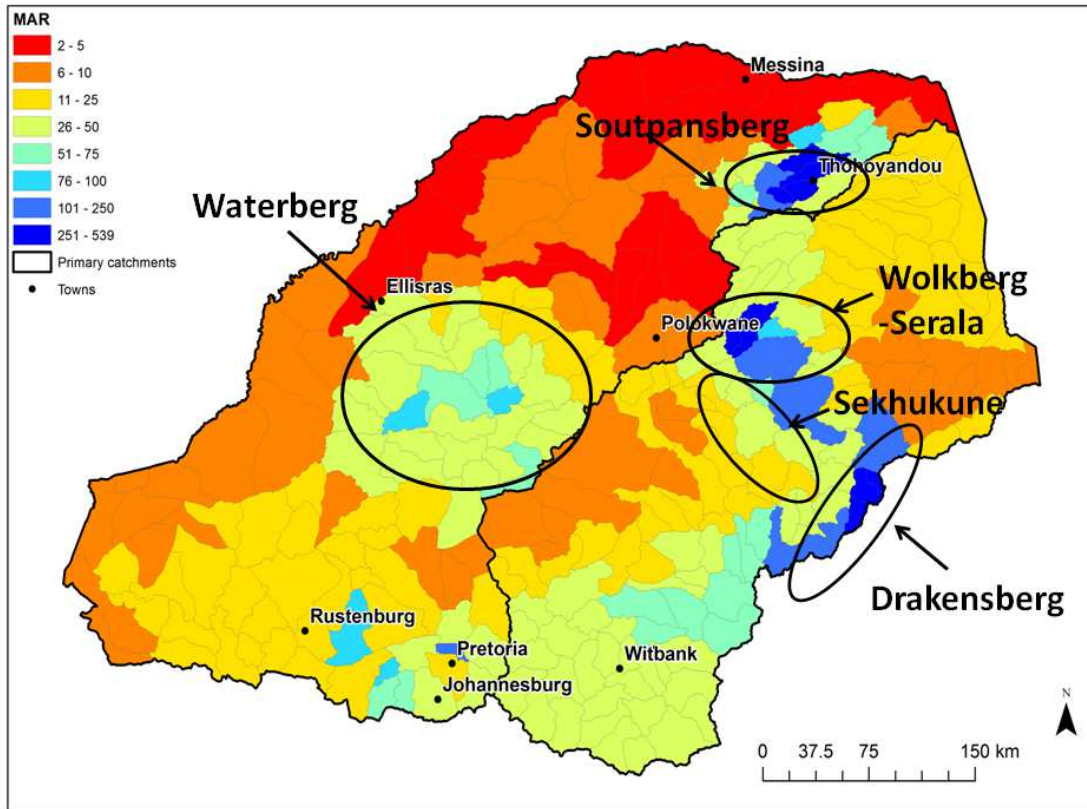 MAR
2 - 5
6 - 10
11 - 25
26 - 50
51 - 75
76 - 100
101 - 250
251 - 539
Primary catchments
Towns
Messina
Soutpansberg
Thohoyandou
Waterberg
Ellisras
Wolkberg
-Serala
Polokwane
Sekhukune
Drakensberg
Rustenburg
Pretoria
Witbank
Johannesburg
N
0 37.5 75 150 km